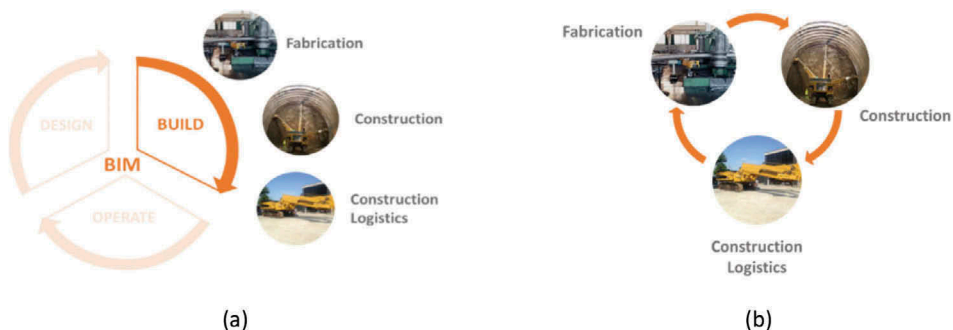 Fabrication
DESIGN
BUILD
BIM
OPERATE
Construction
Construction
Logistics
(a)
Fabrication
Construction
Construction
Logistics
(b)